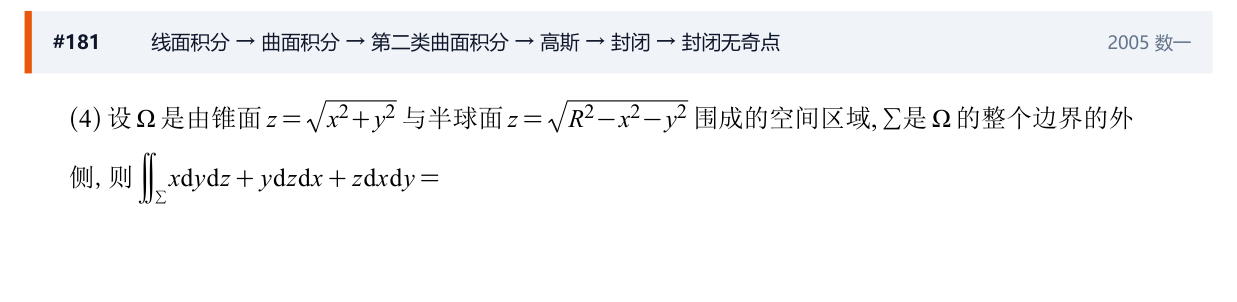 #181 线面积分 → 曲面积分 → 第二类曲面积分 → 高斯 → 封闭 → 封闭无奇点 2005 数一
(4) 设 Ω 是由锥面 z = √(x²+y²) 与半球面 z = √(R²−x²−y²) 围成的空间区域, ∑是 Ω 的整个边界的外
侧, 则 ∬_Σ xdydz + ydzdx + zdxdy =